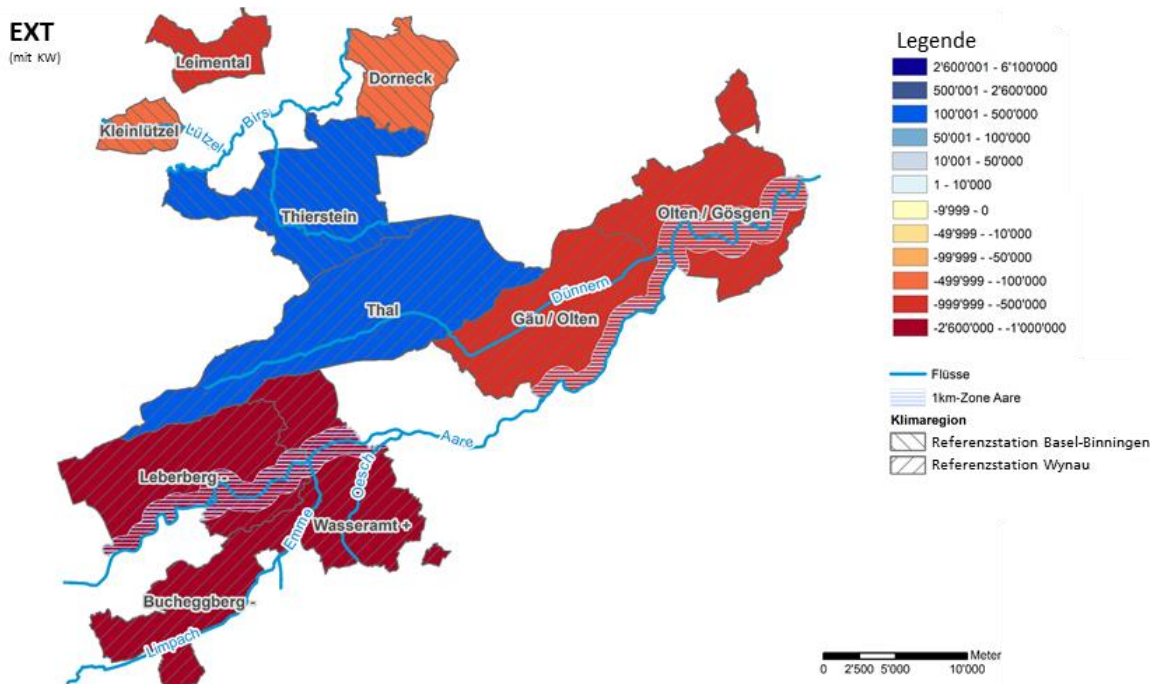 EXT
(mit KW)
Leimental
Dorneck
Kleinlützel
Lützel
Birs
Thierstein
Thal
Olten / Gösgen
Dünnern
Gäu / Olten
Aare
Leberberg -
Oesch
Wasseramt +
Emme
Bucheggberg -
Limpach
Legende
2'600'001 - 6'100'000
500'001 - 2'600'000
100'001 - 500'000
50'001 - 100'000
10'001 - 50'000
1 - 10'000
-9'999 - 0
-49'999 - -10'000
-99'999 - -50'000
-499'999 - -100'000
-999'999 - -500'000
-2'600'000 - -1'000'000
Flüsse
1km-Zone Aare
Klimaregion
Referenzstation Basel-Binningen
Referenzstation Wynau
Meter
0 2'500 5'000 10'000